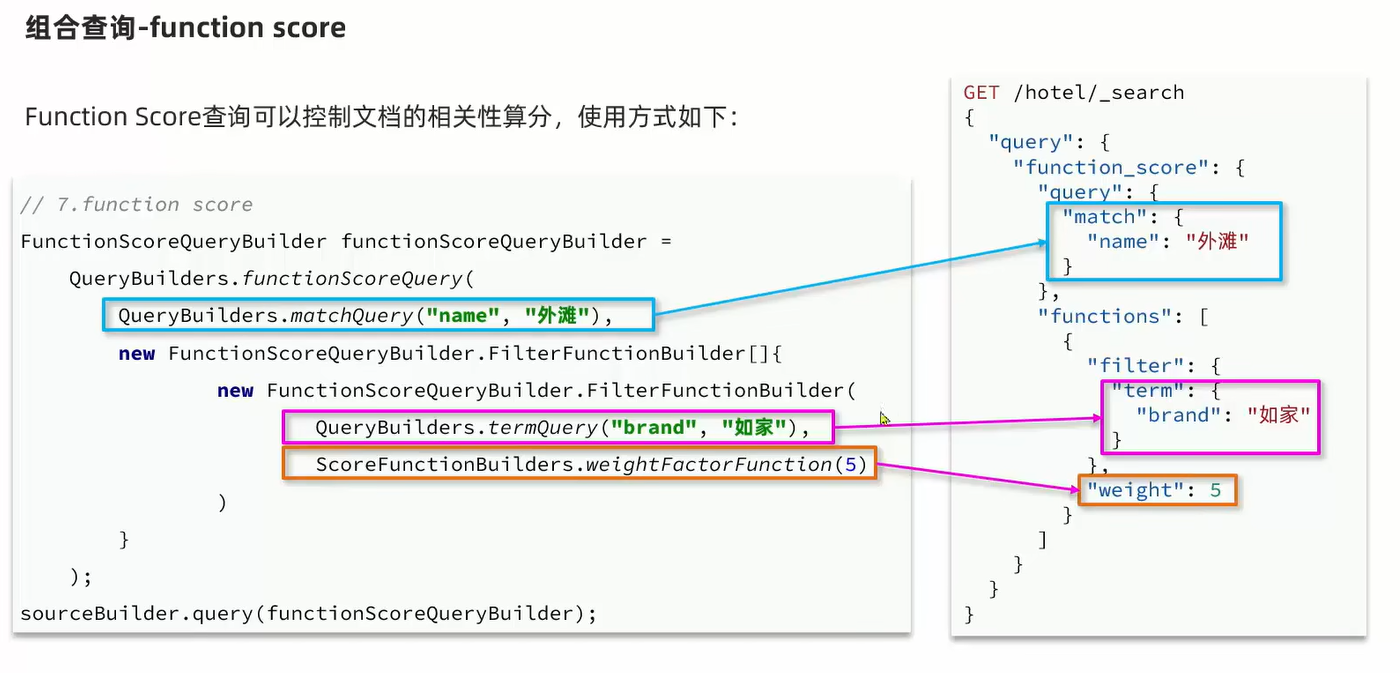 组合查询-function score
Function Score查询可以控制文档的相关性算分，使用方式如下：
// 7.function score
FunctionScoreQueryBuilder functionScoreQueryBuilder =
QueryBuilders.functionScoreQuery(
QueryBuilders.matchQuery("name", "外滩"),
new FunctionScoreQueryBuilder.FilterFunctionBuilder[]{
new FunctionScoreQueryBuilder.FilterFunctionBuilder(
QueryBuilders.termQuery("brand", "如家"),
ScoreFunctionBuilders.weightFactorFunction(5)
)
}
);
sourceBuilder.query(functionScoreQueryBuilder);
GET /hotel/_search
{
"query": {
"function_score": {
"query": {
"match": {
"name": "外滩"
}
},
"functions": [
{
"filter": {
"term": {
"brand": "如家"
}
},
"weight": 5
}
]
}
}
}